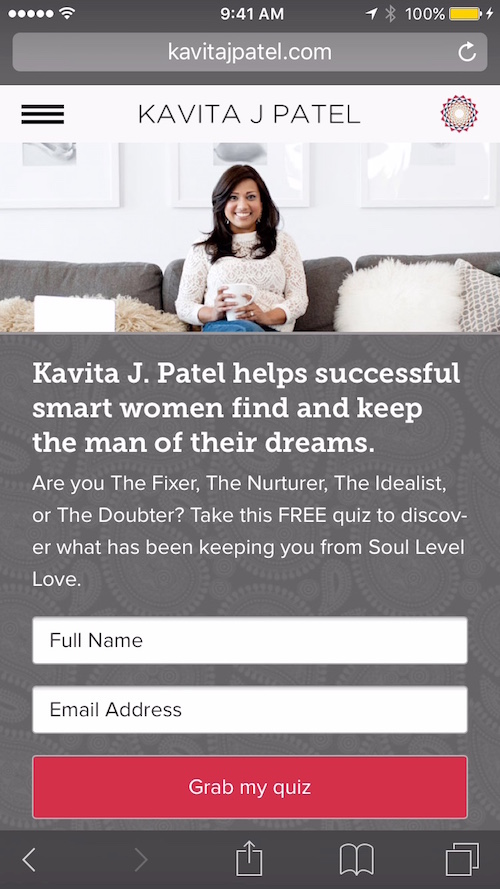 9:41 AM
100%
kavitajpatel.com
KAVITA J PATEL
Kavita J. Patel helps successful
smart women find and keep
the man of their dreams.
Are you The Fixer, The Nurturer, The Idealist,
or The Doubter? Take this FREE quiz to discov-
er what has been keeping you from Soul Level
Love.
Full Name
Email Address
Grab my quiz